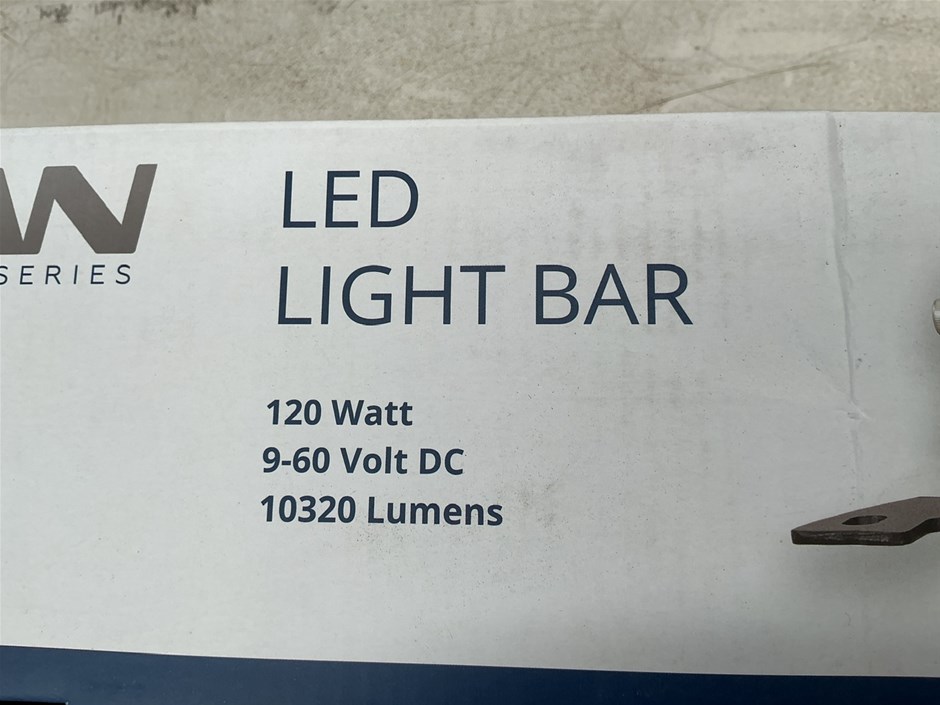 SERIES
LED
LIGHT BAR
120 Watt
9-60 Volt DC
10320 Lumens